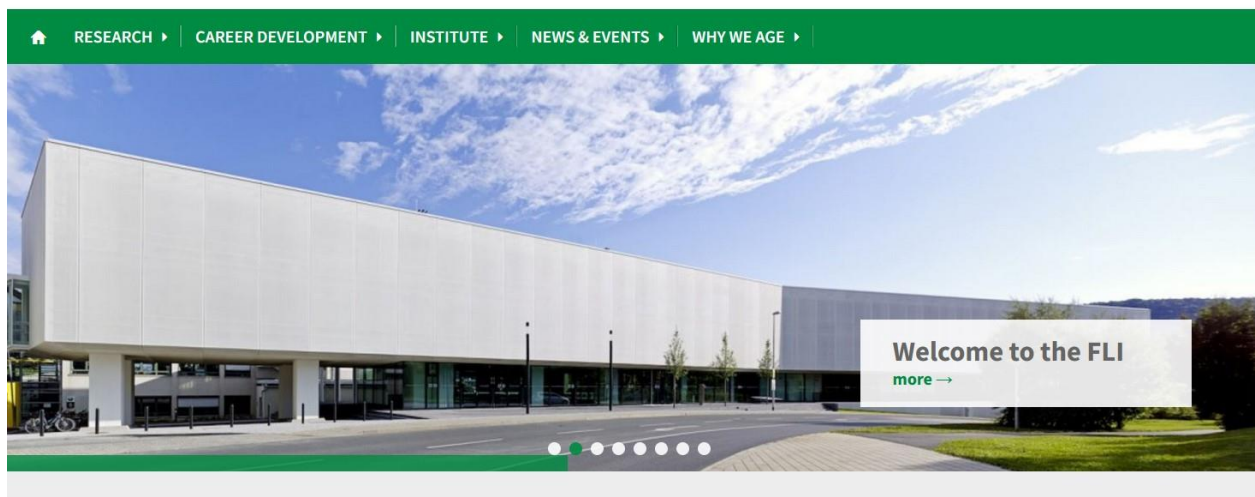 RESEARCH CAREER DEVELOPMENT INSTITUTE NEWS & EVENTS WHY WE AGE
Welcome to the FLI
more →